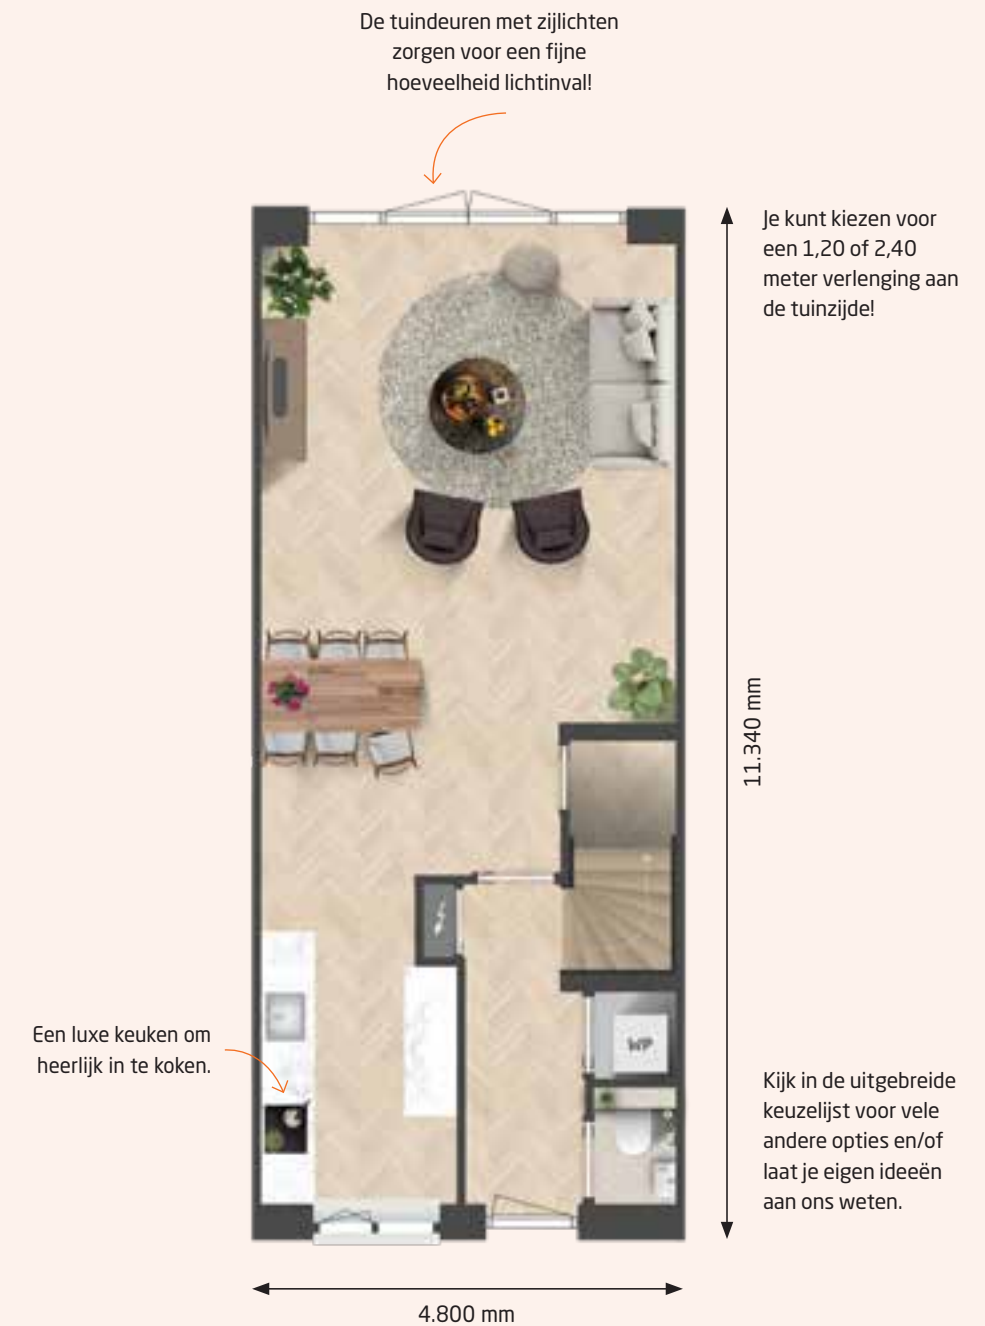 De tuindeuren met zijlichten
zorgen voor een fijne
hoeveelheid lichtinval!
Je kunt kiezen voor
een 1,20 of 2,40
meter verlenging aan
de tuinzijde!
11.340 mm
Een luxe keuken om
heerlijk in te koken.
WP
Kijk in de uitgebreide
keuzelijst voor vele
andere opties en/of
laat je eigen ideeën
aan ons weten.
4.800 mm